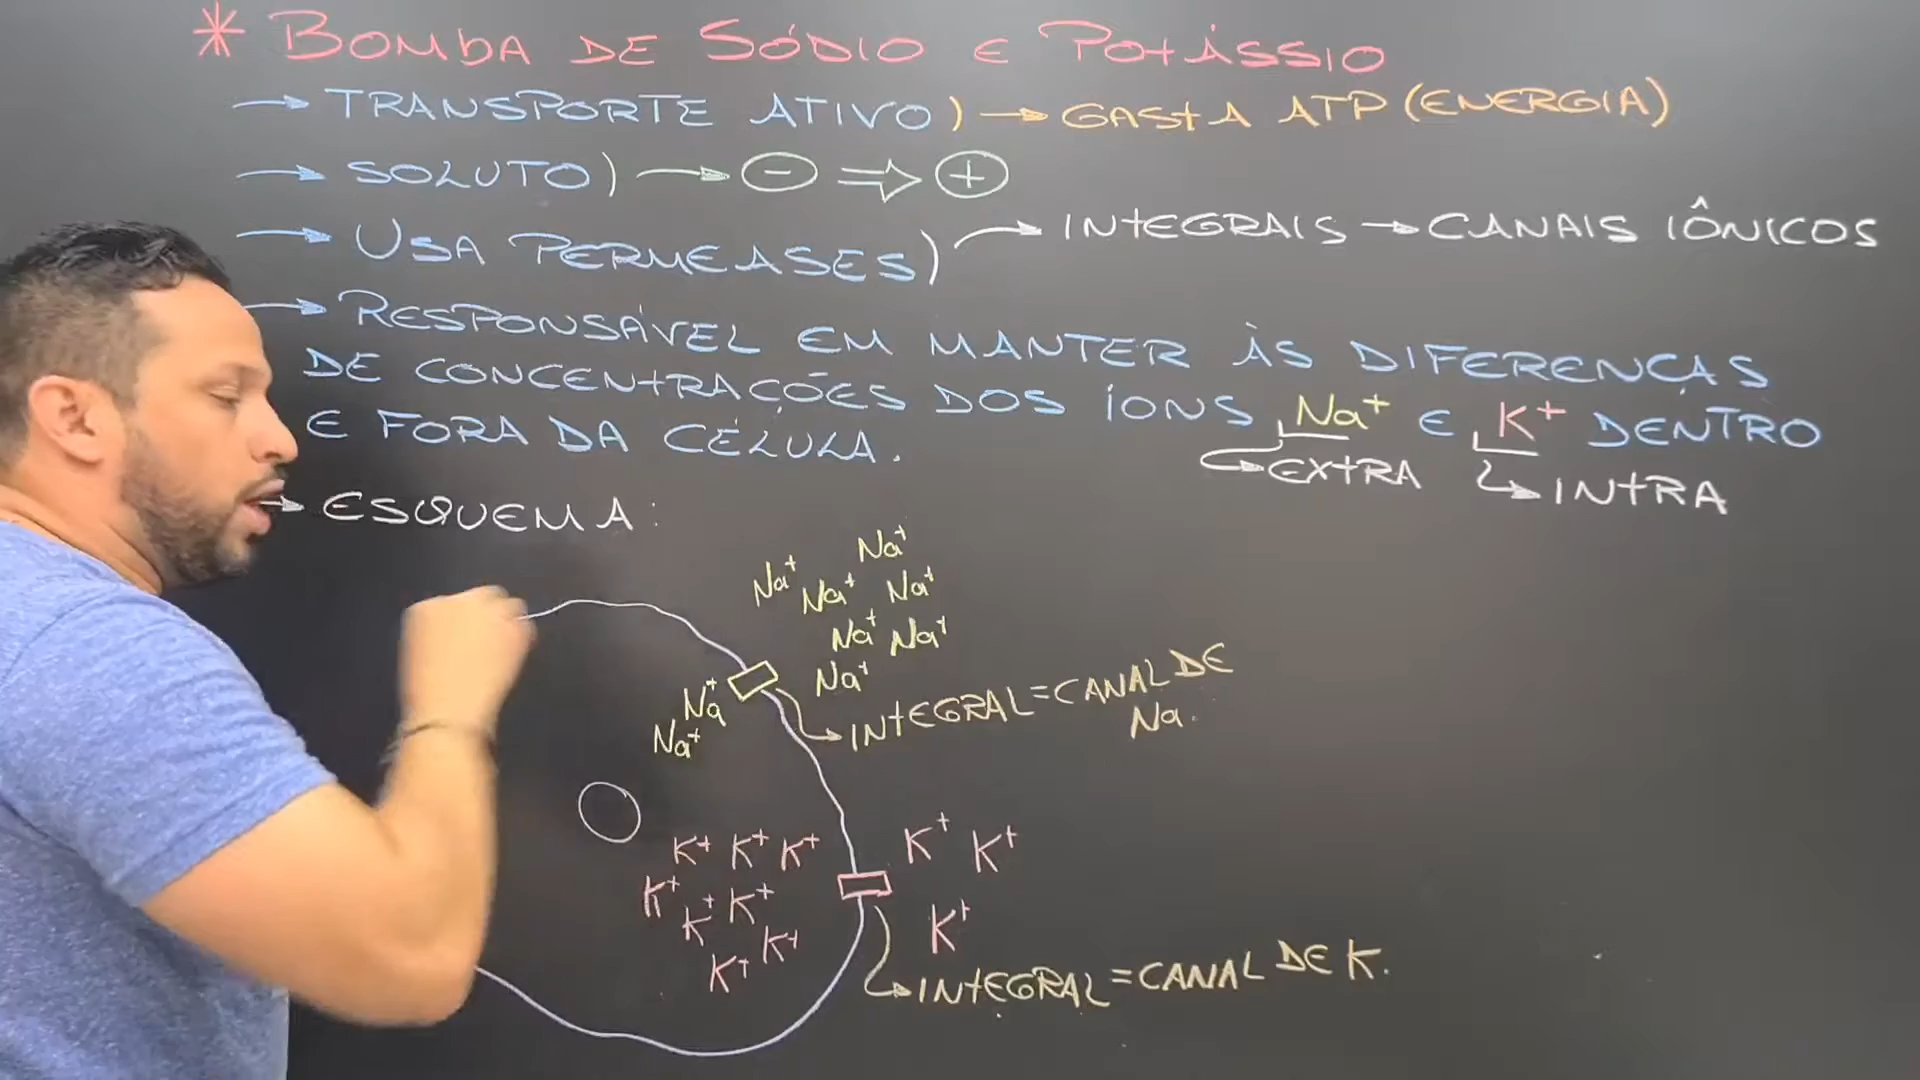 * BOMBA DE SÓDIO E POTÁSSIO
→ TRANSPORTE ATIVO) → GASTA ATP (ENERGIA)
→ SOLUTO) → - ⇒ +
→ USA PERMEASES) → INTEGRAIS → CANAIS IÔNICOS
→ RESPONSÁVEL EM MANTER ÀS DIFERENÇAS
DE CONCENTRAÇÕES DOS ÍONS Na+ E K+ DENTRO
E FORA DA CÉLULA.
→ EXTRA → INTRA
→ ESQUEMA:
Na+
Na+ Na+ Na+
Na+ Na+
Na+
Na+
Na+
→ INTEGRAL = CANAL DE
Na.
K+ K+ K+
K+ K+ K+
K+ K+
K+ K+
K+
→ INTEGRAL = CANAL DE K.